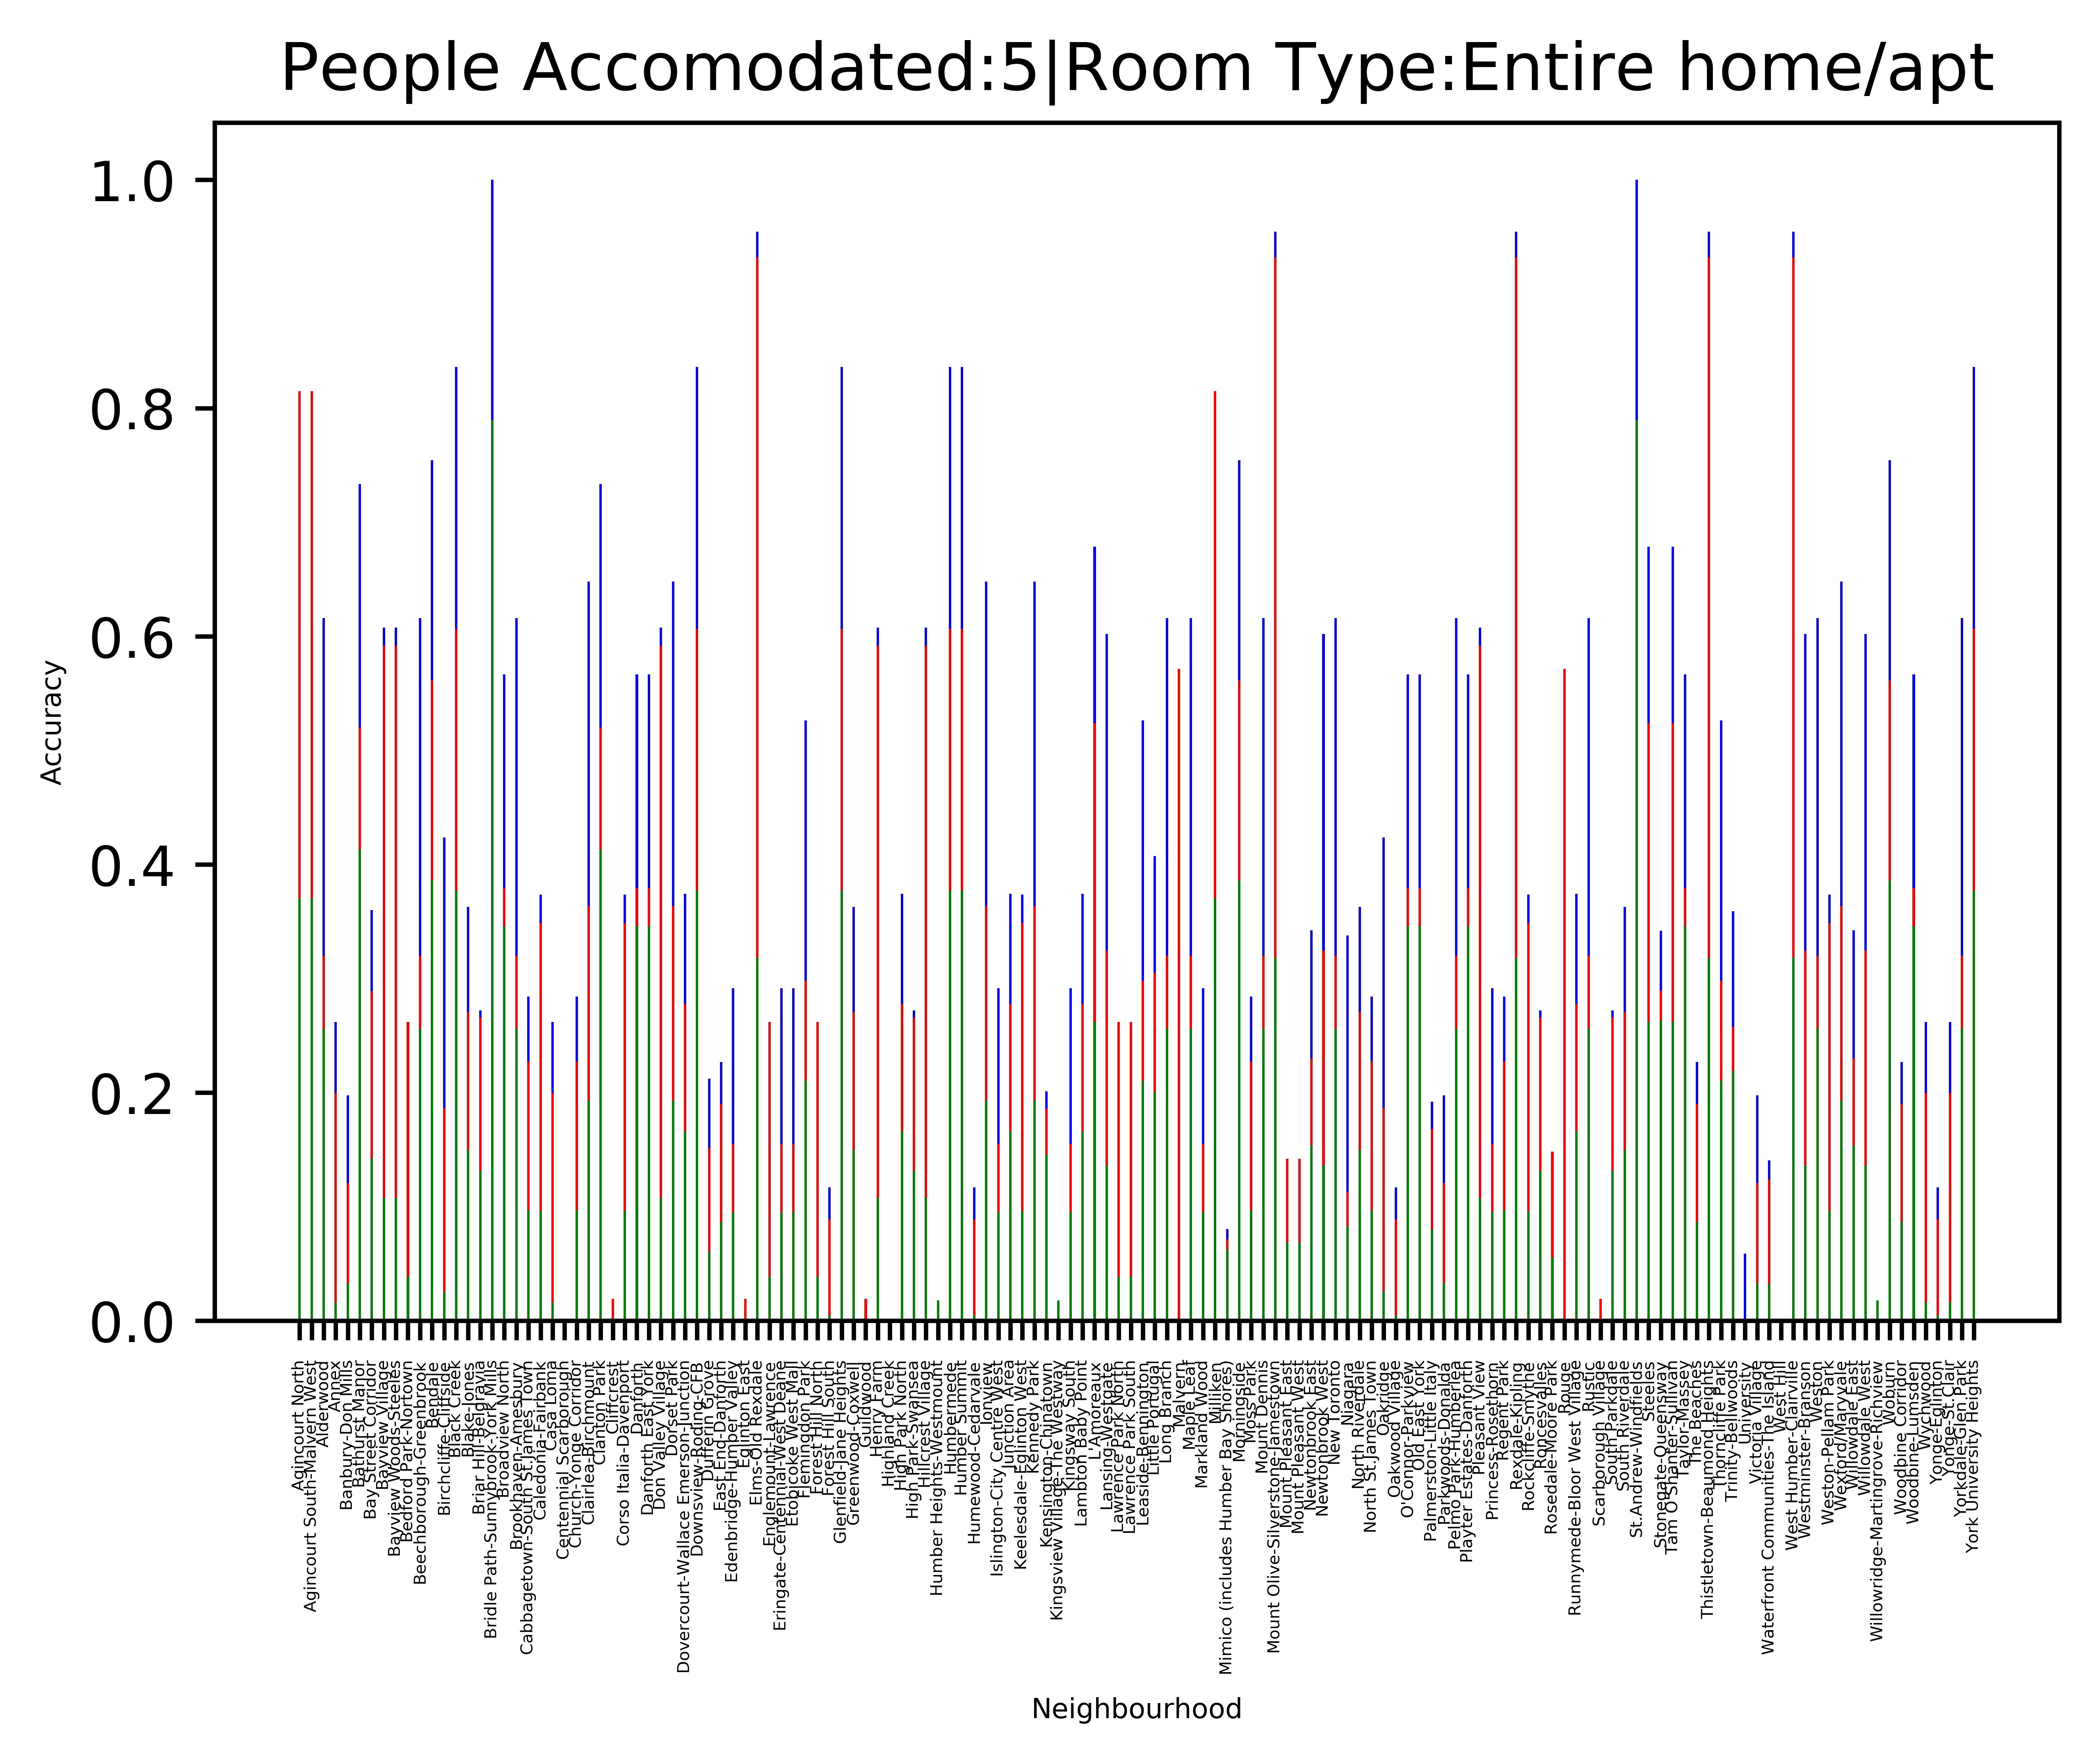 People Accomodated:5|Room Type:Entire home/apt
1.0
0.8
0.6
0.4
0.2
0.0
Accuracy
Agincourt North
Agincourt South-Malvern West
Alderwood
Annex
Banbury-Don Mills
Bathurst Manor
Bay Street Corridor
Bayview Village
Bayview Woods-Steeles
Bedford Park-Nortown
Beechborough-Greenbrook
Bendale
Birchcliffe-Cliffside
Black Creek
Blake-Jones
Briar Hill-Belgravia
Bridle Path-Sunnybrook-York Mills
Broadview North
Brookhaven-Amesbury
Cabbagetown-South St.James Town
Caledonia-Fairbank
Casa Loma
Centennial Scarborough
Church-Yonge Corridor
Clairlea-Birchmount
Clanton Park
Cliffcrest
Corso Italia-Davenport
Danforth
Danforth East York
Don Valley Village
Dorset Park
Dovercourt-Wallace Emerson-Junction
Downsview-Roding-CFB
Dufferin Grove
East End-Danforth
Edenbridge-Humber Valley
Eglinton East
Elms-Old Rexdale
Englemount-Lawrence
Eringate-Centennial-West Deane
Etobicoke West Mall
Flemingdon Park
Forest Hill North
Forest Hill South
Glenfield-Jane Heights
Greenwood-Coxwell
Guildwood
Henry Farm
Highland Creek
High Park North
High Park-Swansea
Hillcrest Village
Humber Heights-Westmount
Humbermede
Humber Summit
Humewood-Cedarvale
Ionview
Islington-City Centre West
Junction Area
Keelesdale-Eglinton West
Kennedy Park
Kensington-Chinatown
Kingsview Village-The Westway
Kingsway South
Lambton Baby Point
L'Amoreaux
Lansing-Westgate
Lawrence Park North
Lawrence Park South
Leaside-Bennington
Little Portugal
Long Branch
Malvern
Maple Leaf
Markland Wood
Milliken
Mimico (includes Humber Bay Shores)
Morningside
Moss Park
Mount Dennis
Mount Olive-Silverstone-Jamestown
Mount Pleasant East
Mount Pleasant West
Newtonbrook East
Newtonbrook West
New Toronto
Niagara
North Riverdale
North St.James Town
Oakridge
Oakwood Village
O'Connor-Parkview
Old East York
Palmerston-Little Italy
Parkwoods-Donalda
Pelmo Park-Humberlea
Playter Estates-Danforth
Pleasant View
Princess-Rosethorn
Regent Park
Rexdale-Kipling
Rockcliffe-Smythe
Roncesvalles
Rosedale-Moore Park
Rouge
Runnymede-Bloor West Village
Rustic
Scarborough Village
South Parkdale
South Riverdale
St.Andrew-Windfields
Steeles
Stonegate-Queensway
Tam O'Shanter-Sullivan
Taylor-Massey
The Beaches
Thistletown-Beaumond Heights
Thorncliffe Park
Trinity-Bellwoods
University
Victoria Village
Waterfront Communities-The Island
West Hill
West Humber-Clairville
Westminster-Branson
Weston
Weston-Pellam Park
Wexford/Maryvale
Willowdale East
Willowdale West
Willowridge-Martingrove-Richview
Woburn
Woodbine Corridor
Woodbine-Lumsden
Wychwood
Yonge-Eglinton
Yonge-St.Clair
Yorkdale-Glen Park
York University Heights
Neighbourhood